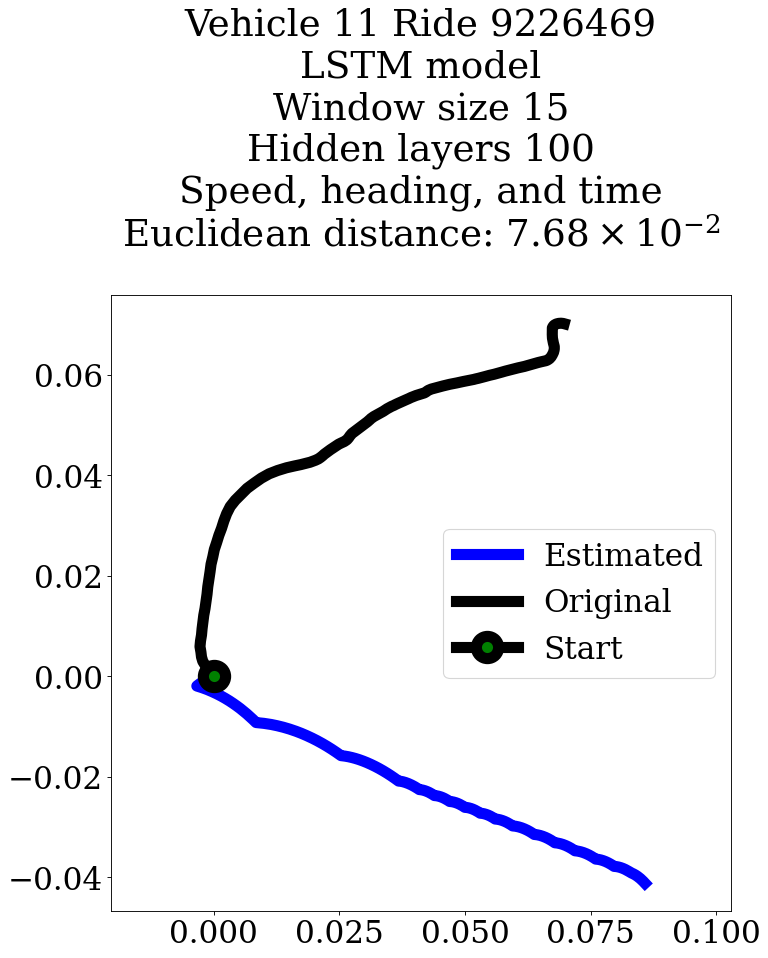 Vehicle 11 Ride 9226469
LSTM model
Window size 15
Hidden layers 100
Speed, heading, and time
Euclidean distance: 7.68 × 10⁻²
0.06
0.04
0.02
0.00
−0.02
−0.04
Estimated
Original
Start
0.000 0.025 0.050 0.075 0.100